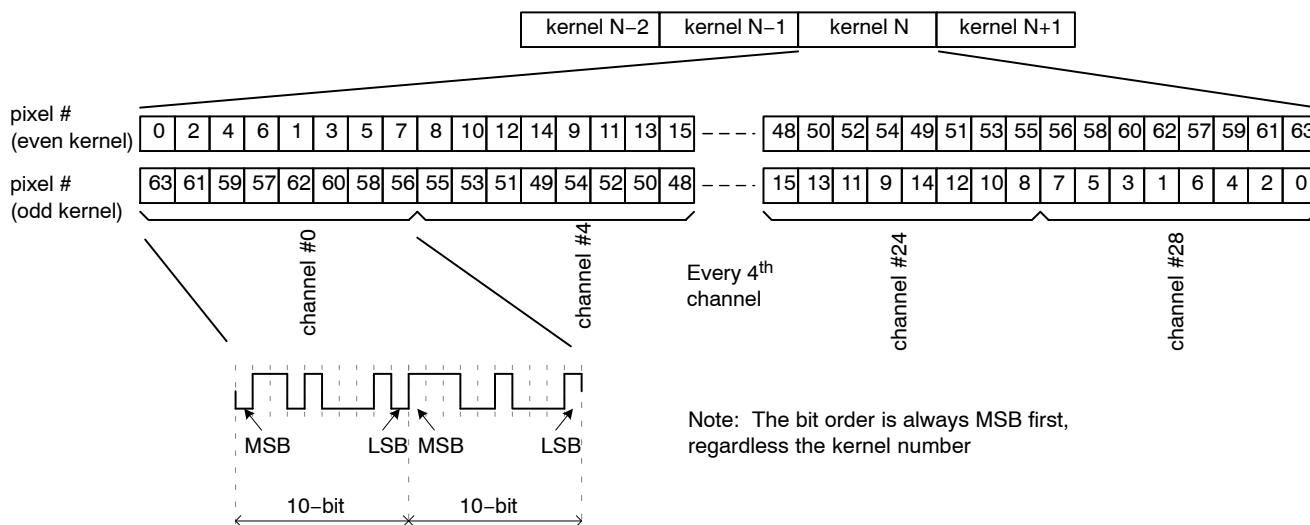 kernel N−2 kernel N−1 kernel N kernel N+1
pixel #
(even kernel)
0 2 4 6 1 3 5 7 8 10 12 14 9 11 13 15 48 50 52 54 49 51 53 55 56 58 60 62 57 59 61 63
pixel #
(odd kernel)
63 61 59 57 62 60 58 56 55 53 51 49 54 52 50 48 15 13 11 9 14 12 10 8 7 5 3 1 6 4 2 0
channel #0
channel #4
Every 4th
channel
channel #24
channel #28
MSB LSB MSB LSB
Note: The bit order is always MSB first,
regardless the kernel number
10−bit 10−bit